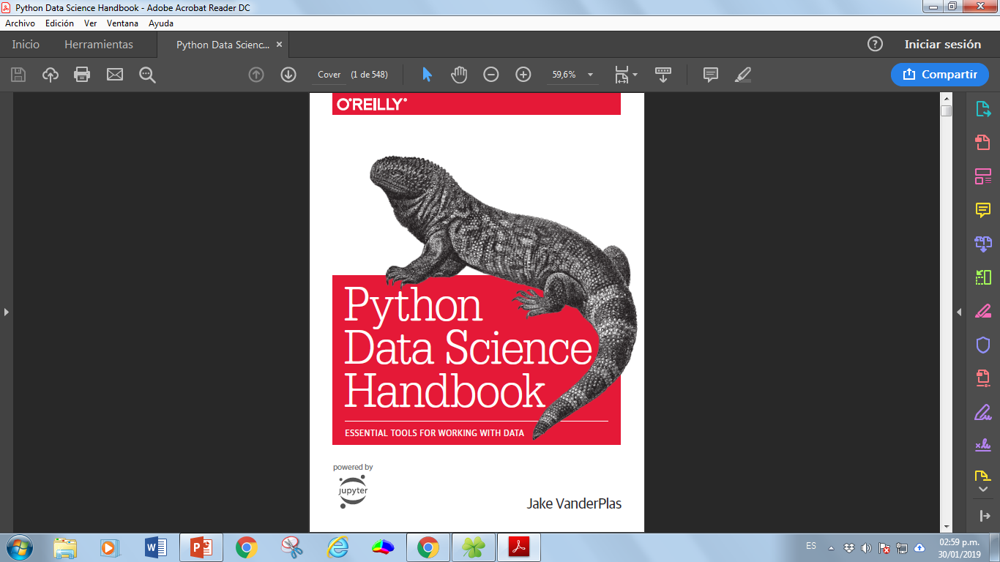 Python Data Science Handbook - Adobe Acrobat Reader DC
Archivo Edición Ver Ventana Ayuda
Inicio Herramientas Python Data Scienc... × ? Iniciar sesión
Cover (1 de 548) 59,6% Compartir
O'REILLY®
Python
Data Science
Handbook
ESSENTIAL TOOLS FOR WORKING WITH DATA
powered by
jupyter
Jake VanderPlas
ES 02:59 p.m.
30/01/2019